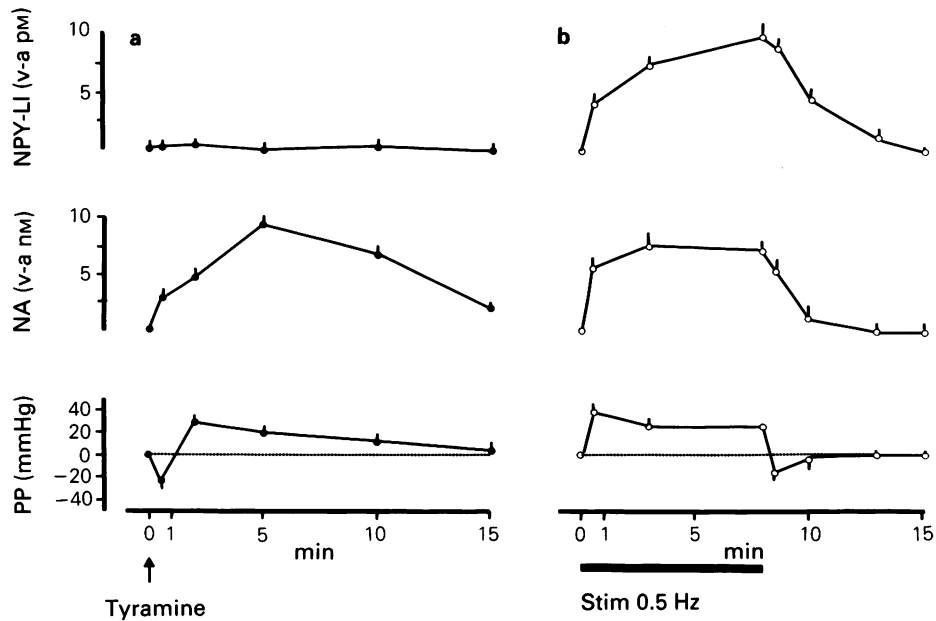 a
b
NPY-LI (v-a pM)
10
5
NA (v-a nM)
10
5
PP (mmHg)
40
20
0
−20
−40
0 1 5 10 15
min
0 1 5 10 15
min
Tyramine
Stim 0.5 Hz